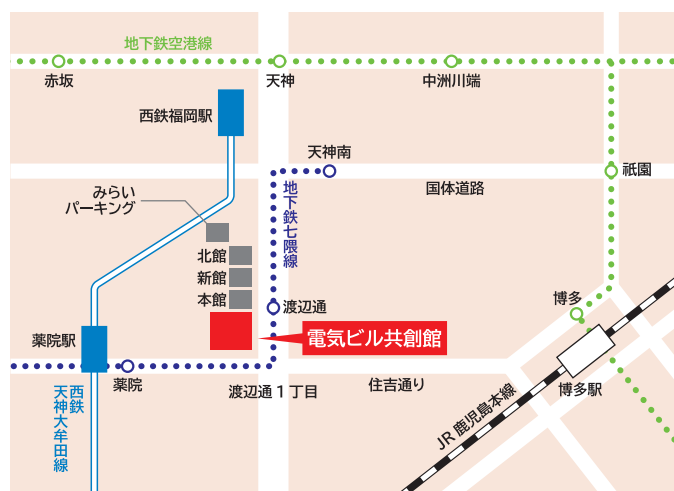 地下鉄空港線
赤坂
天神
中洲川端
西鉄福岡駅
天神南
祇園
みらい
パーキング
地下鉄七隈線
国体道路
北館
新館
本館
渡辺通
博多
電気ビル共創館
薬院駅
薬院
渡辺通1丁目
住吉通り
博多駅
西鉄
天神大牟田線
JR鹿児島本線